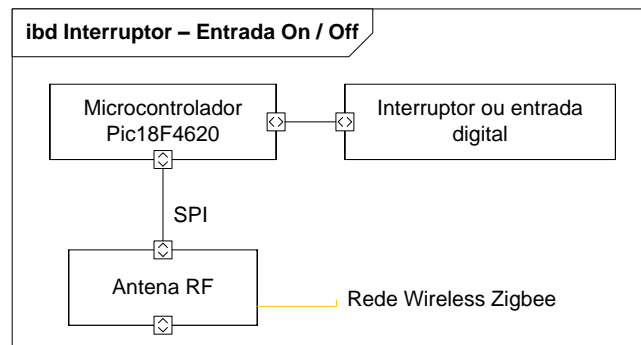 ibd Interruptor – Entrada On / Off
Microcontrolador
Pic18F4620
Interruptor ou entrada
digital
SPI
Antena RF
Rede Wireless Zigbee